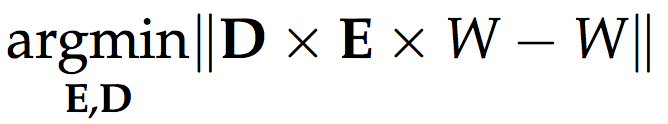 argmin‖D × E × W − W‖
E,D